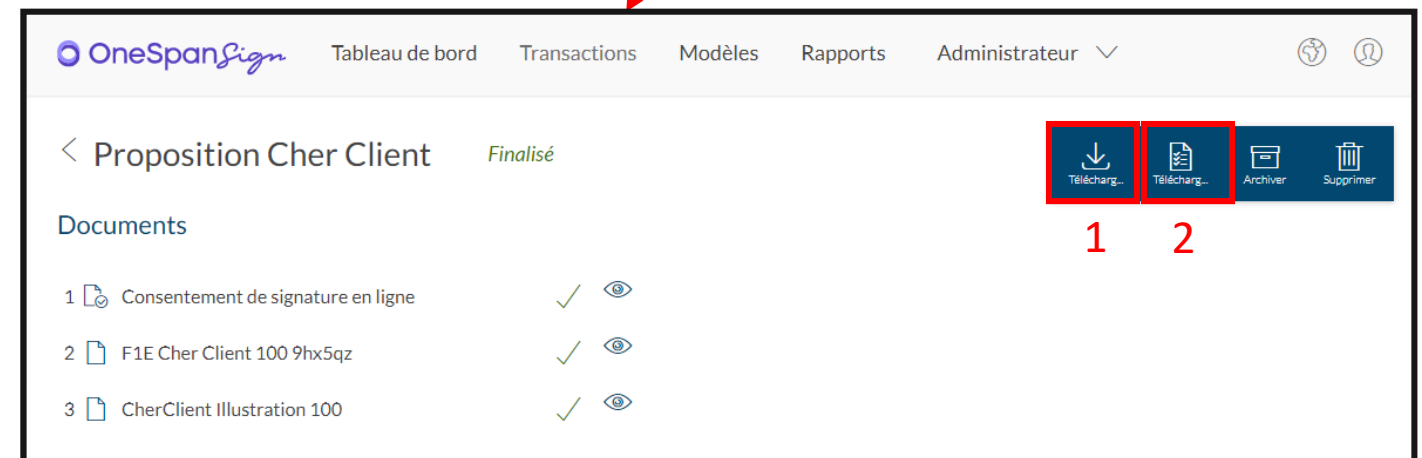 OneSpanSign Tableau de bord Transactions Modèles Rapports Administrateur
Proposition Cher Client Finalisé
Télécharg... Télécharg... Archiver Supprimer
1 2
Documents
1 Consentement de signature en ligne
2 F1E Cher Client 100 9hx5qz
3 CherClient Illustration 100